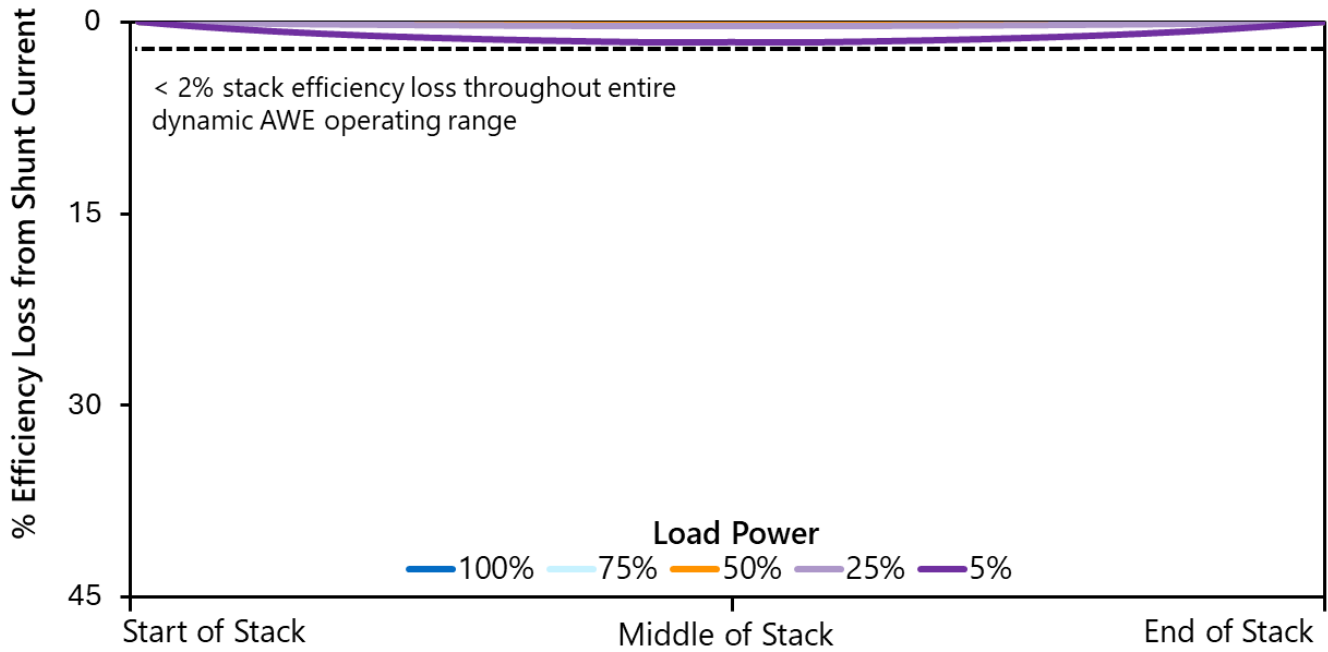 % Efficiency Loss from Shunt Current
0
< 2% stack efficiency loss throughout entire
dynamic AWE operating range
15
30
Load Power
100% 75% 50% 25% 5%
45
Start of Stack Middle of Stack End of Stack